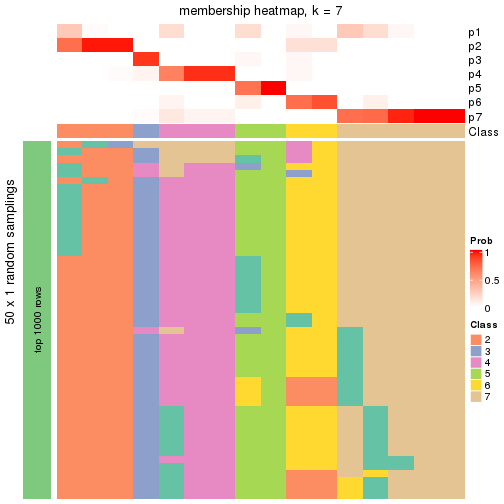 membership heatmap, k = 7
p1
p2
p3
p4
p5
p6
p7
Class
50 x 1 random samplings
top 1000 rows
Prob
1
0.5
0
Class
2
3
4
5
6
7